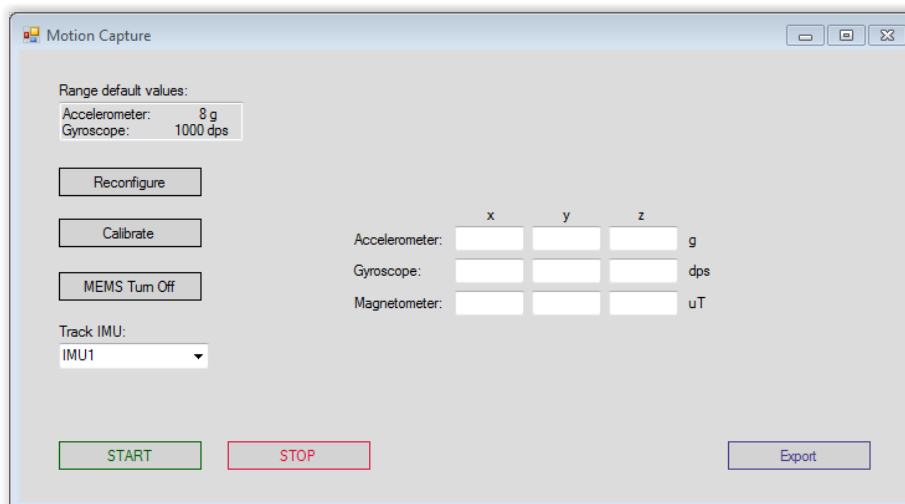 Motion Capture
Range default values:
Accelerometer: 8 g
Gyroscope: 1000 dps
Reconfigure
Calibrate
MEMS Turn Off
Track IMU:
IMU1
x y z
Accelerometer: g
Gyroscope: dps
Magnetometer: uT
START STOP Export